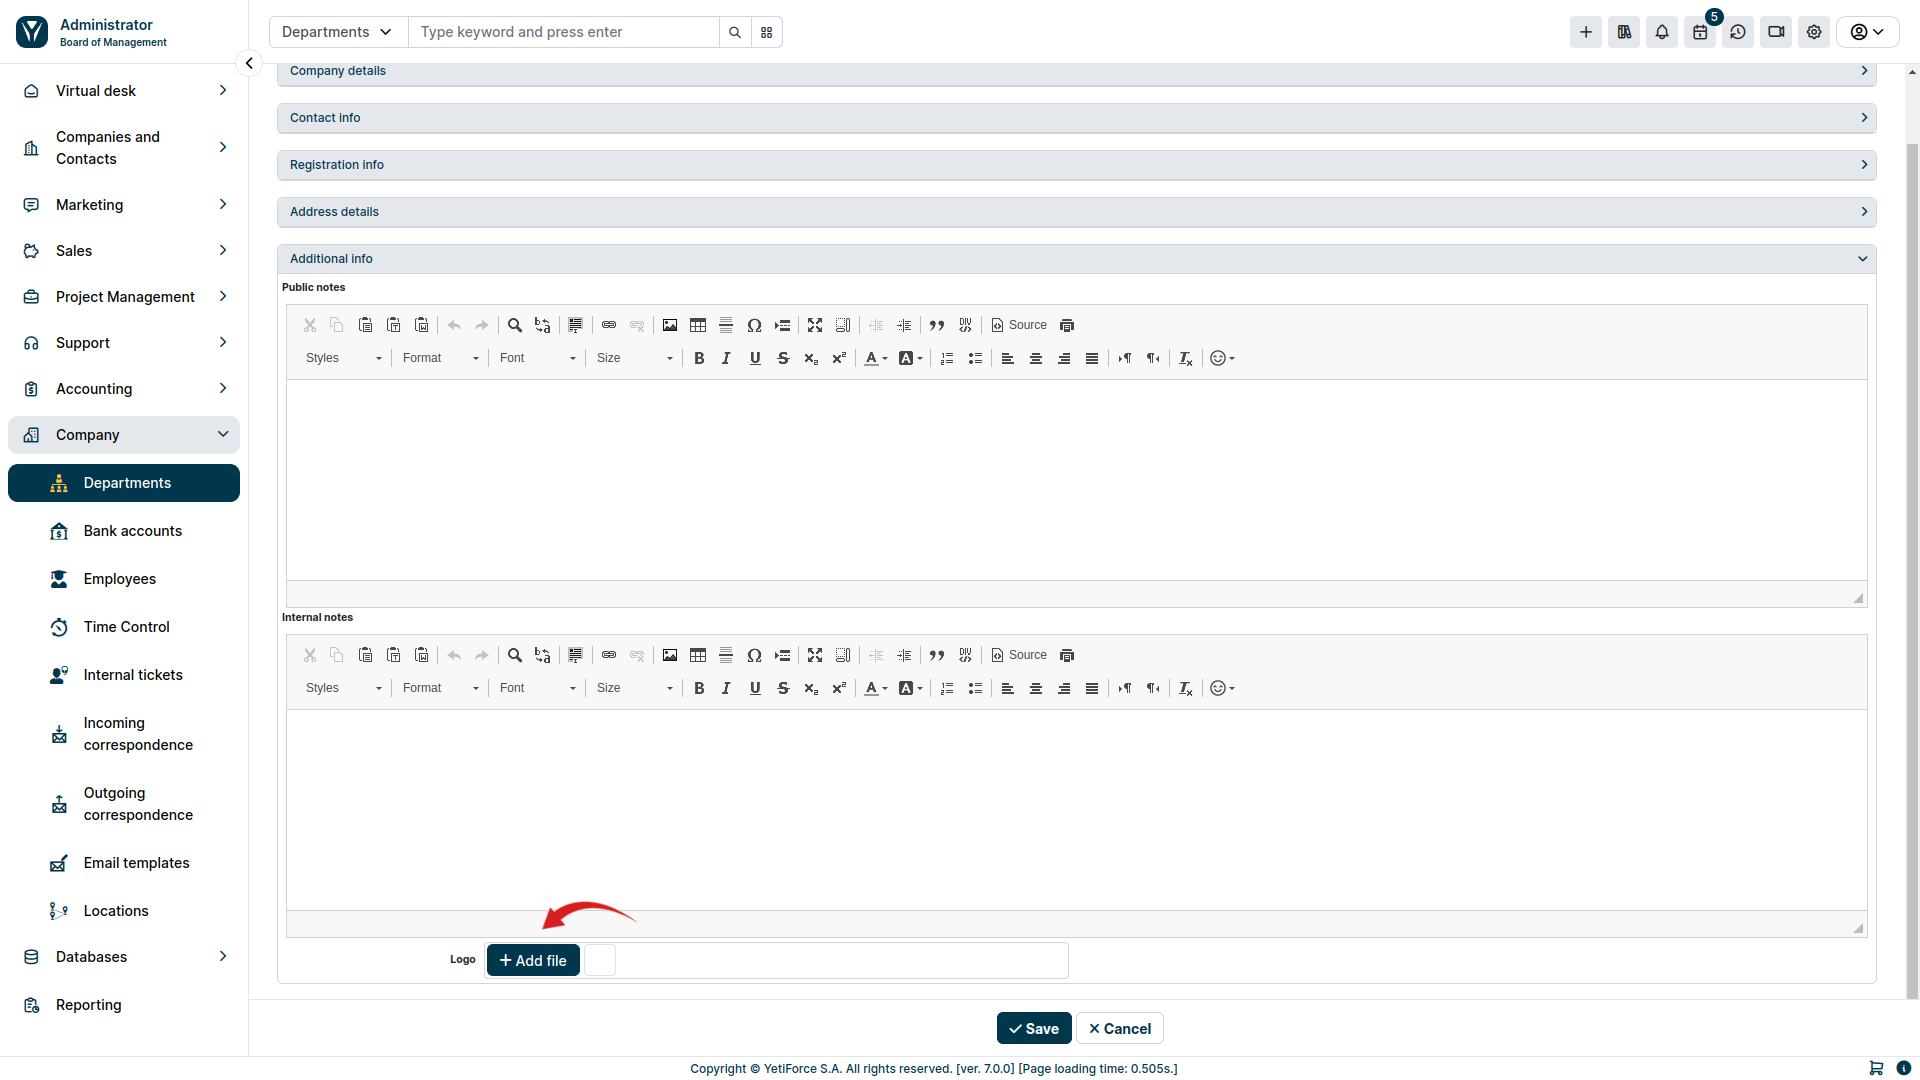 Administrator
Board of Management
Departments
Type keyword and press enter
5
Virtual desk
Companies and
Contacts
Marketing
Sales
Project Management
Support
Accounting
Company
Departments
Bank accounts
Employees
Time Control
Internal tickets
Incoming
correspondence
Outgoing
correspondence
Email templates
Locations
Databases
Reporting
Company details
Contact info
Registration info
Address details
Additional info
Public notes
Source
Styles Format Font Size
Internal notes
Source
Styles Format Font Size
Logo
Add file
Save
Cancel
Copyright © YetiForce S.A. All rights reserved. [ver. 7.0.0] [Page loading time: 0.505s.]